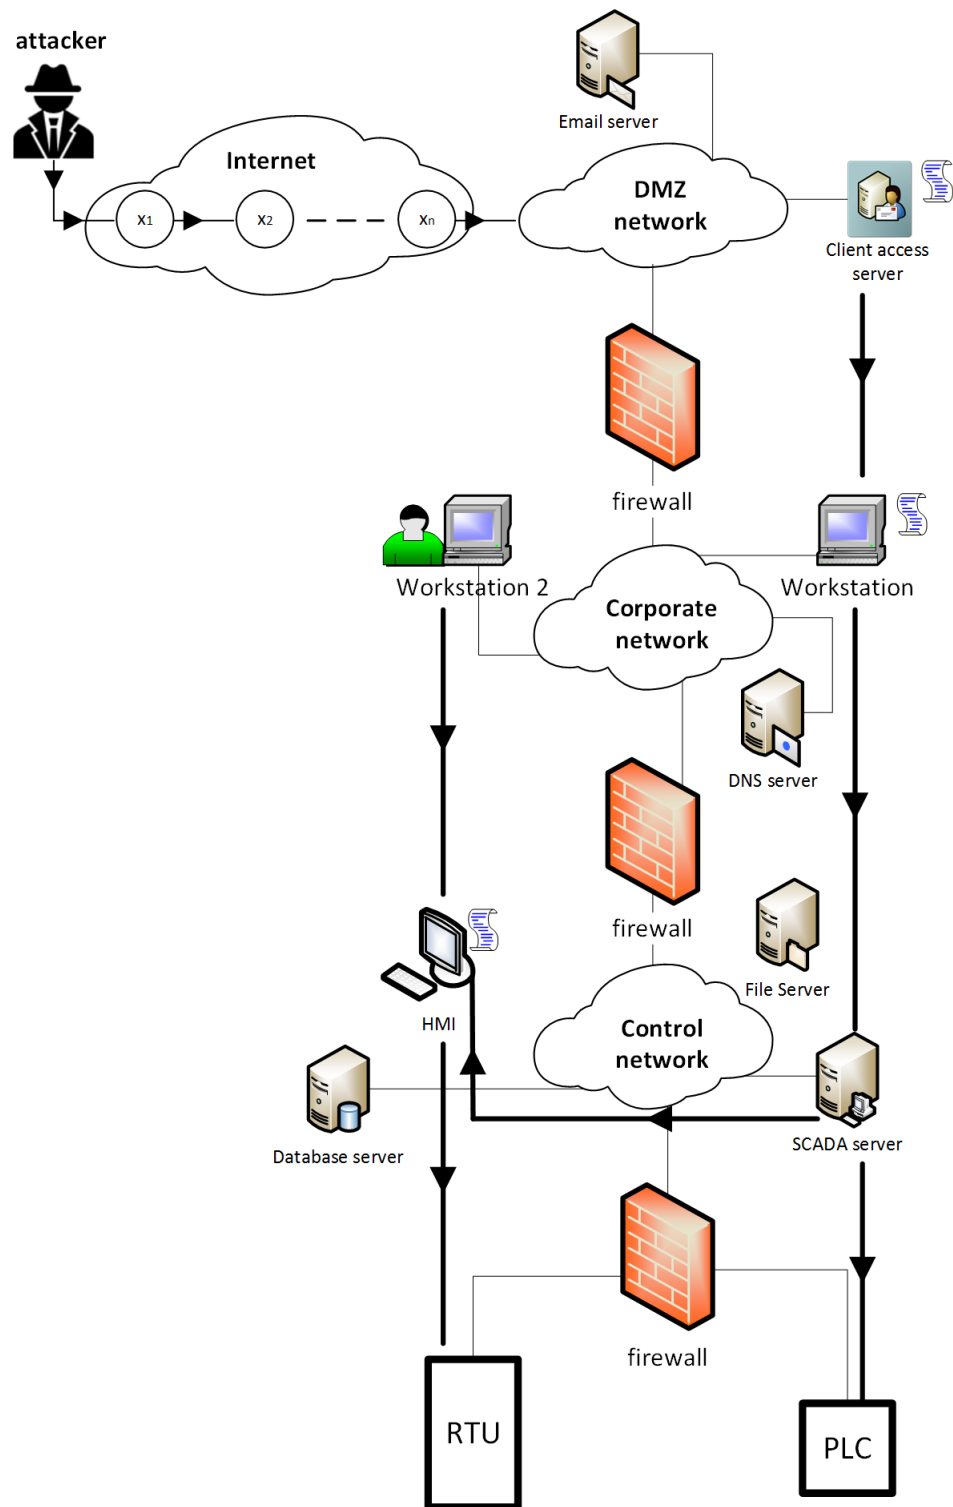 attacker
Email server
Internet
DMZ
network
x1
x2
xn
Client access
server
firewall
Workstation 2
Workstation
Corporate
network
DNS server
firewall
File Server
HMI
Control
network
Database server
SCADA server
firewall
RTU
PLC